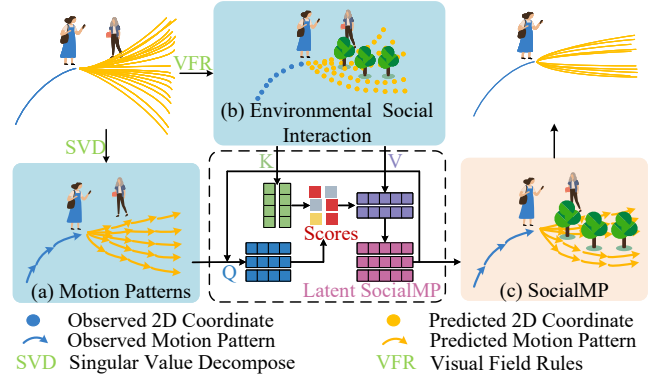 VFR
(b) Environmental Social
Interaction
SVD
K
V
Scores
Q
Latent SocialMP
(a) Motion Patterns
(c) SocialMP
Observed 2D Coordinate
Predicted 2D Coordinate
Observed Motion Pattern
Predicted Motion Pattern
SVD Singular Value Decompose
VFR Visual Field Rules